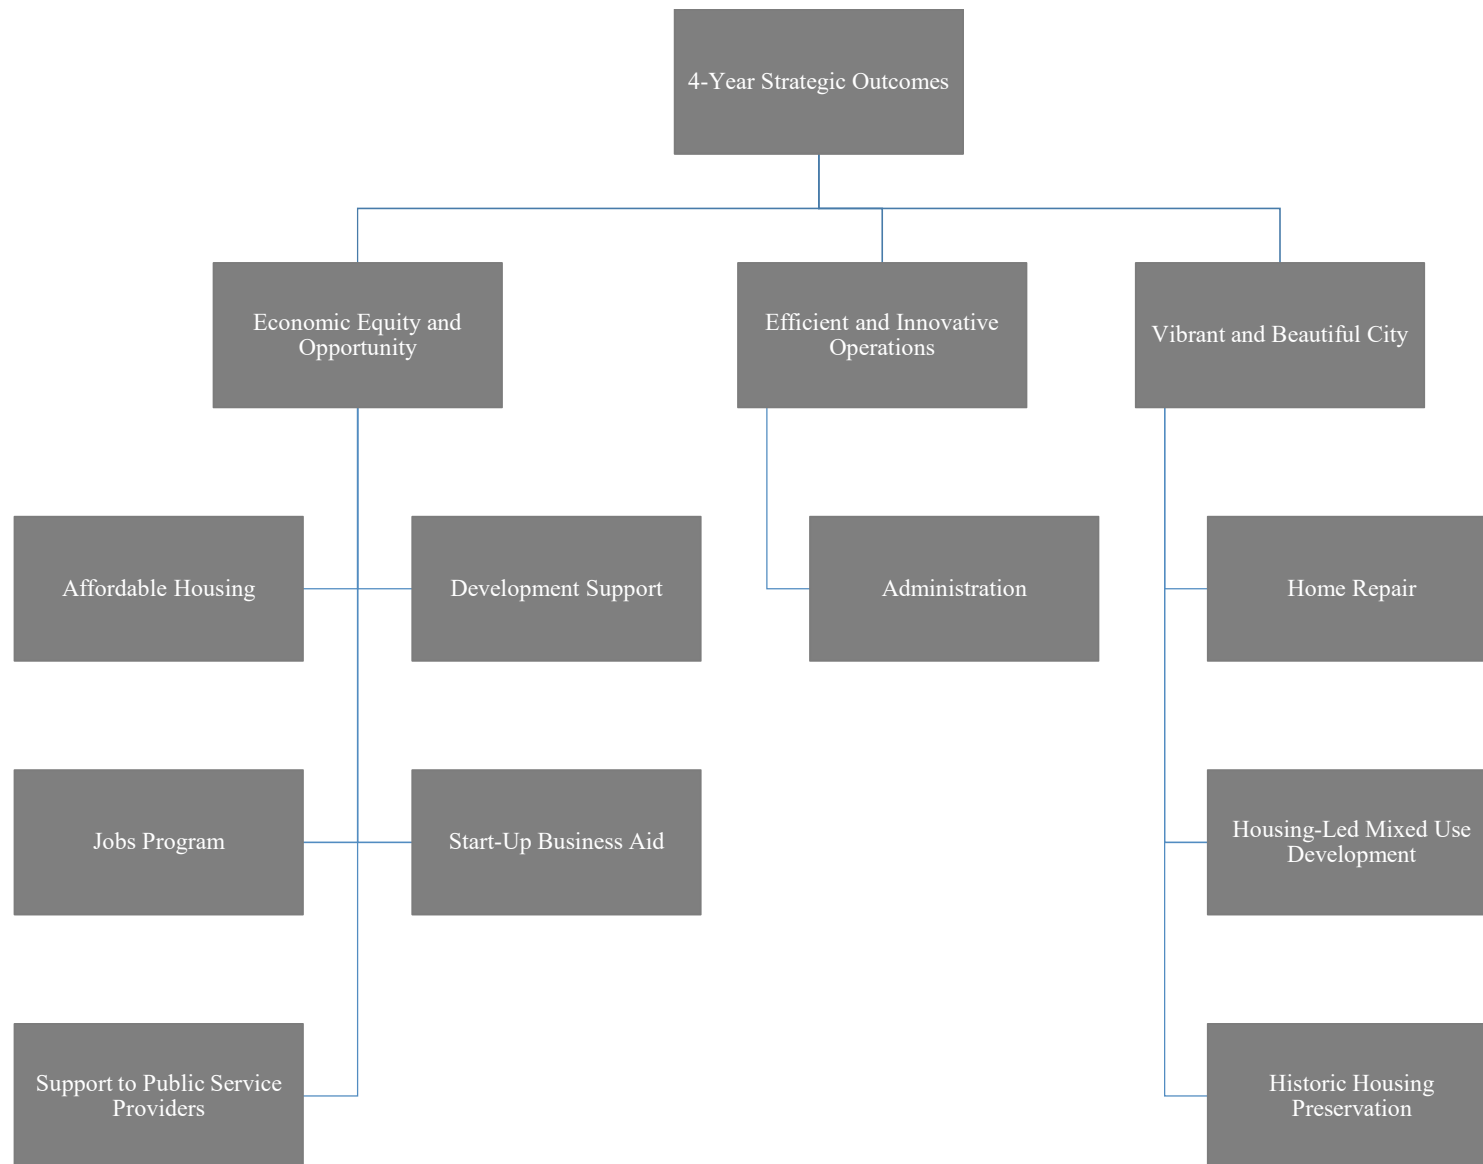 4-Year Strategic Outcomes
Economic Equity and
Opportunity
Efficient and Innovative
Operations
Vibrant and Beautiful City
Affordable Housing
Development Support
Administration
Home Repair
Jobs Program
Start-Up Business Aid
Housing-Led Mixed Use
Development
Support to Public Service
Providers
Historic Housing
Preservation